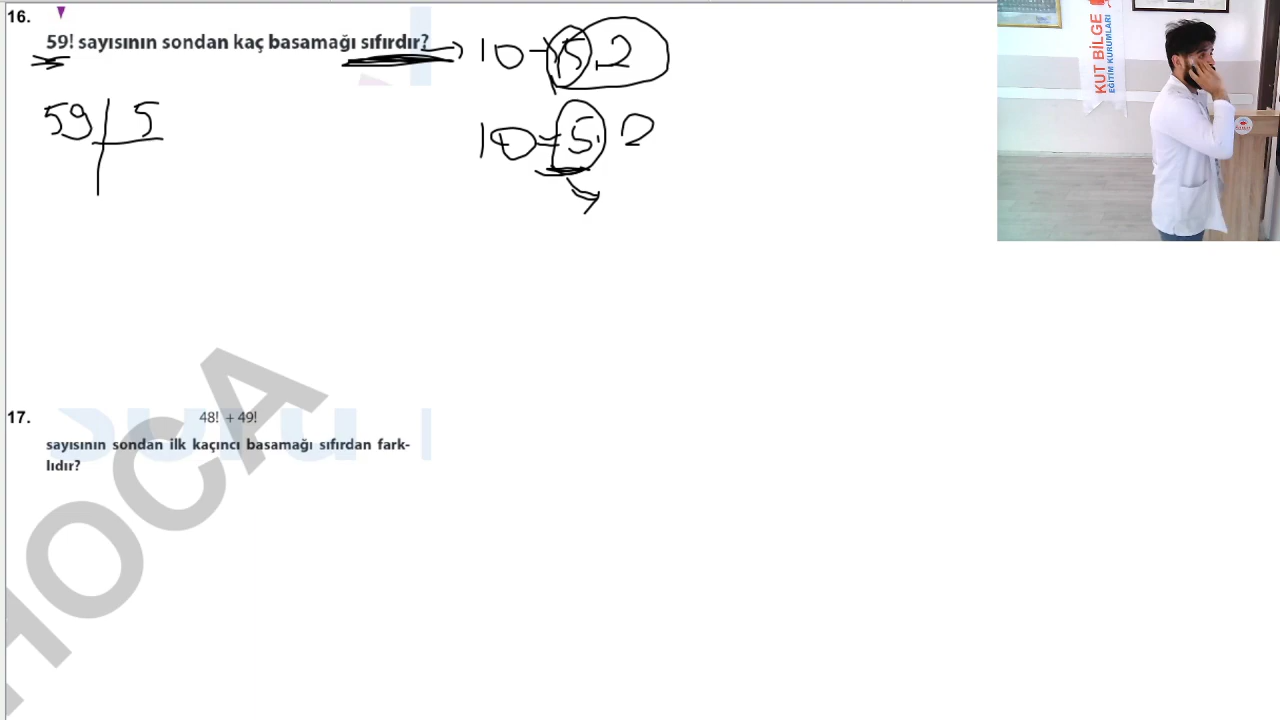 16.
59! sayısının sondan kaç basamağı sıfırdır?
10 = 5.2
10 = 5.2
59 5
17.
48! + 49!
sayısının sondan ilk kaçıncı basamağı sıfırdan fark-
lıdır?
HOCA
KUT BİLGE
EĞİTİM KURUMLARI